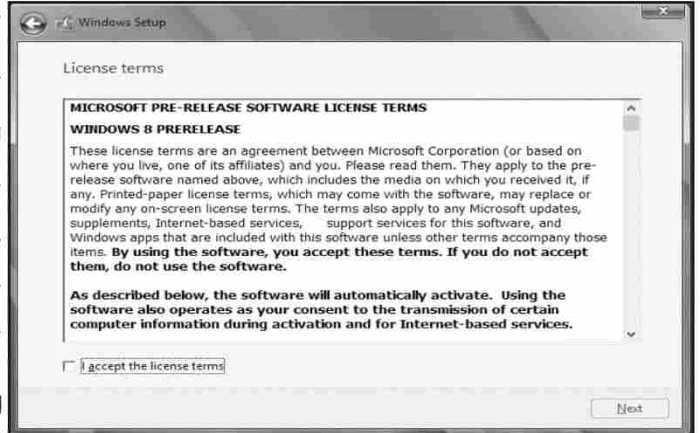 Windows Setup
License terms
MICROSOFT PRE-RELEASE SOFTWARE LICENSE TERMS
WINDOWS 8 PRERELEASE
These license terms are an agreement between Microsoft Corporation (or based on
where you live, one of its affiliates) and you. Please read them. They apply to the pre-
release software named above, which includes the media on which you received it, if
any. Printed-paper license terms, which may come with the software, may replace or
modify any on-screen license terms. The terms also apply to any Microsoft updates,
supplements, Internet-based services, support services for this software, and
Windows apps that are included with this software unless other terms accompany those
items. By using the software, you accept these terms. If you do not accept
them, do not use the software.
As described below, the software will automatically activate. Using the
software also operates as your consent to the transmission of certain
computer information during activation and for Internet-based services.
I accept the license terms
Next